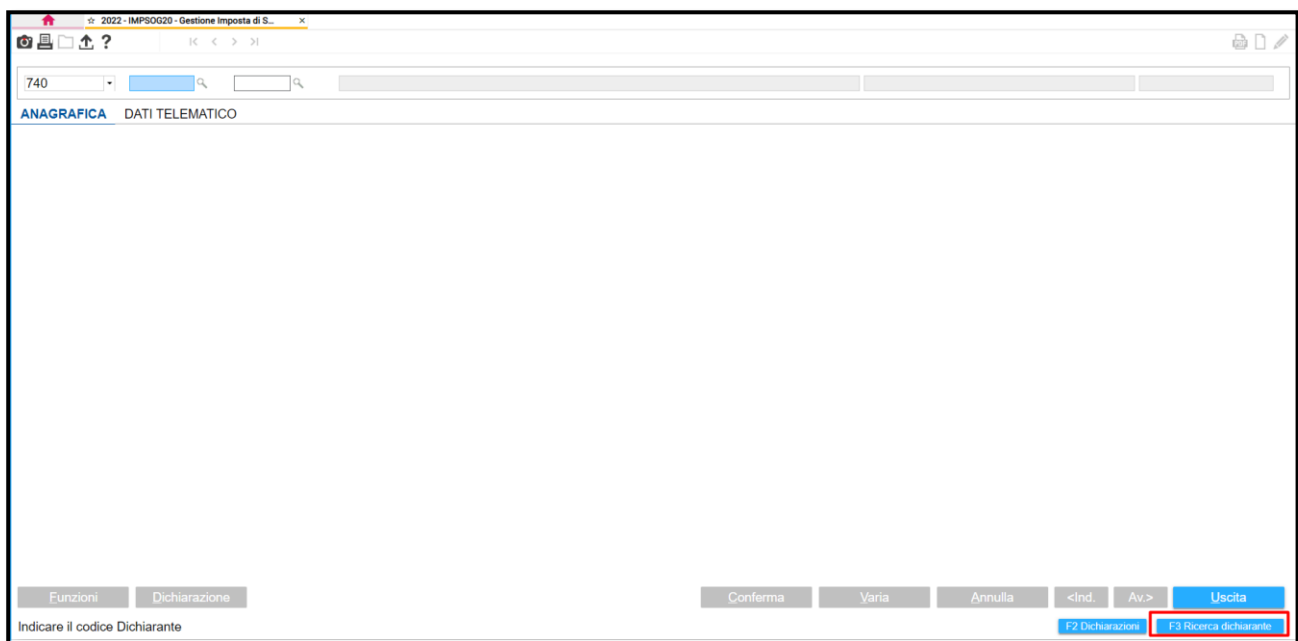 ☆ 2022 - IMPSOG20 - Gestione Imposta di S... ×
?
740
ANAGRAFICA DATI TELEMATICO
Funzioni Dichiarazione Conferma Varia Annulla <Ind. Av.> Uscita
Indicare il codice Dichiarante F2 Dichiarazioni F3 Ricerca dichiarante